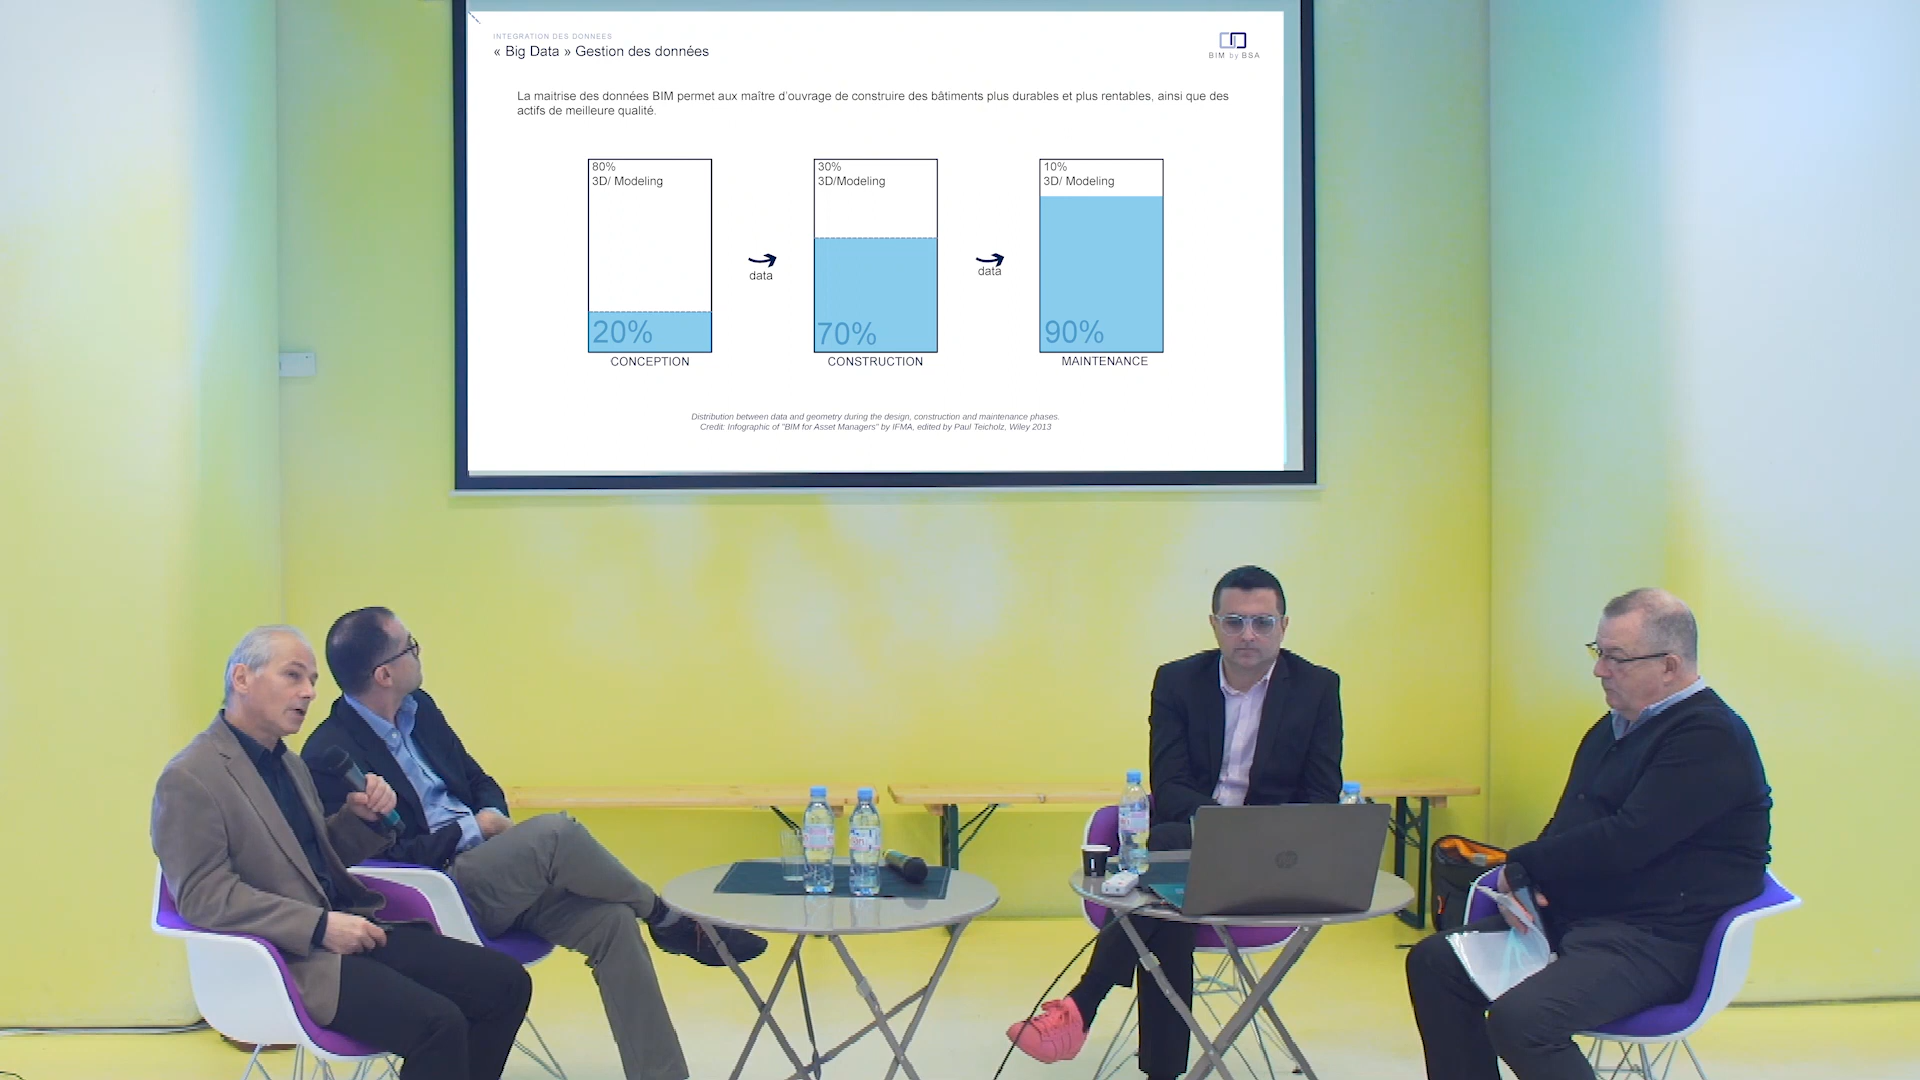 INTEGRATION DES DONNEES
« Big Data » Gestion des données
BIM by BSA
La maitrise des données BIM permet aux maître d'ouvrage de construire des bâtiments plus durables et plus rentables, ainsi que des
actifs de meilleure qualité.
80%
3D/ Modeling
20%
CONCEPTION
data
30%
3D/Modeling
70%
CONSTRUCTION
data
10%
3D/ Modeling
90%
MAINTENANCE
Distribution between data and geometry during the design, construction and maintenance phases.
Credit: Infographic of "BIM for Asset Managers" by IFMA, edited by Paul Teicholz, Wiley 2013
hp